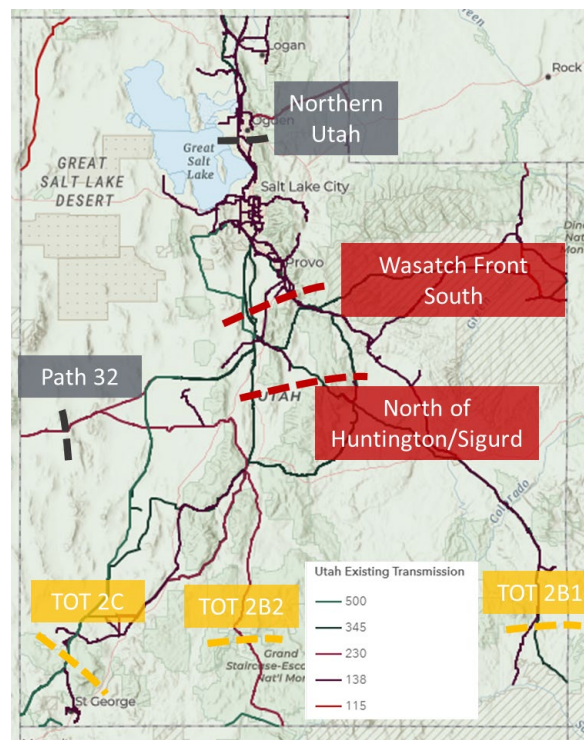 Logan
Rock
Northern
Utah
Ogden
Great
Salt
Lake
GREAT
SALT LAKE
DESERT
Salt Lake City
Provo
Wasatch Front
South
Green
Path 32
UTAH
North of
Huntington/Sigurd
Colorado
TOT 2C
TOT 2B2
TOT 2B1
Utah Existing Transmission
500
345
230
138
115
Grand
Staircase-Esca
Nat'l Mon
St George